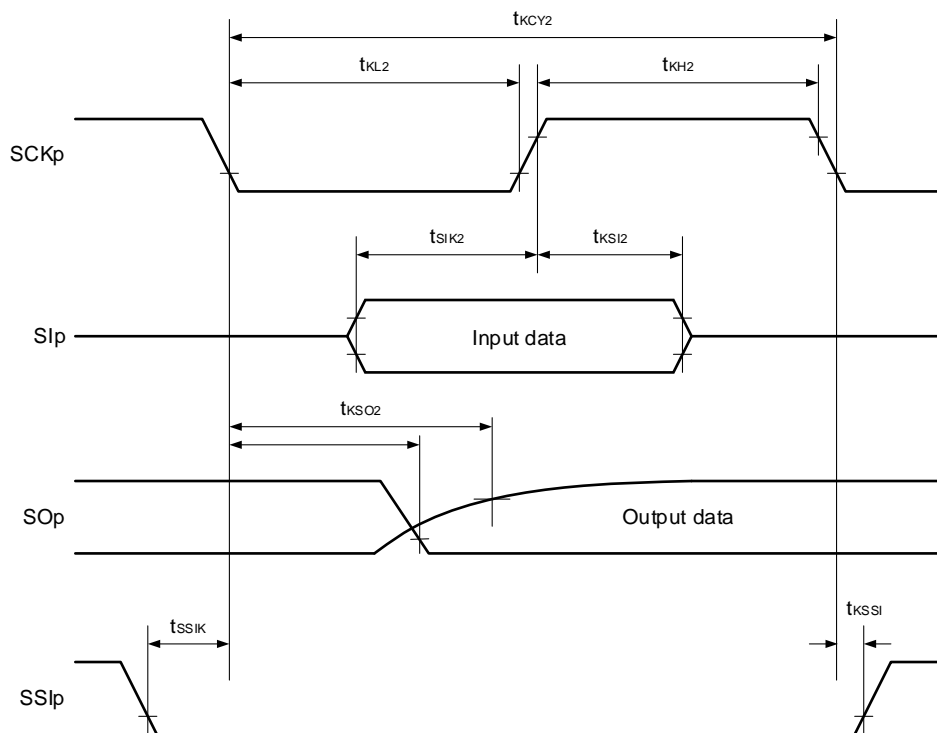 tKCY2
tKL2
tKH2
SCKp
tSIK2
tKSI2
SIp
Input data
tKSO2
SOp
Output data
tSSIK
tKSSI
SSIp